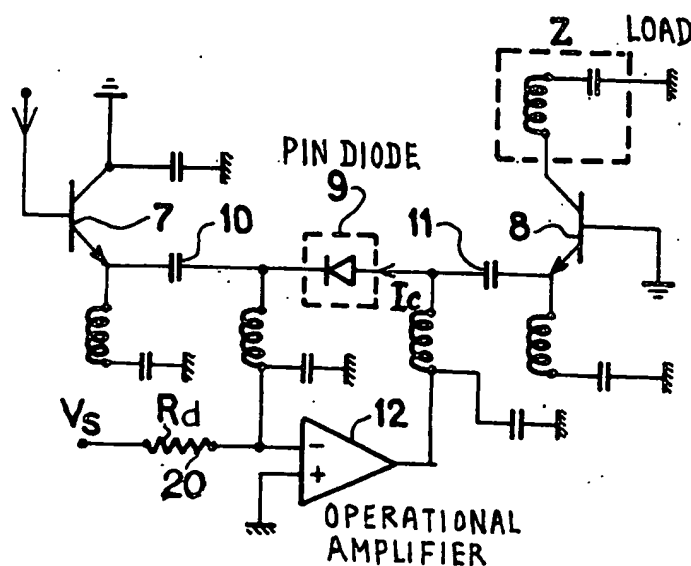 Z LOAD
PIN DIODE
9
7
10
11
8
Ic
Vs
Rd
20
12
−
+
OPERATIONAL
AMPLIFIER